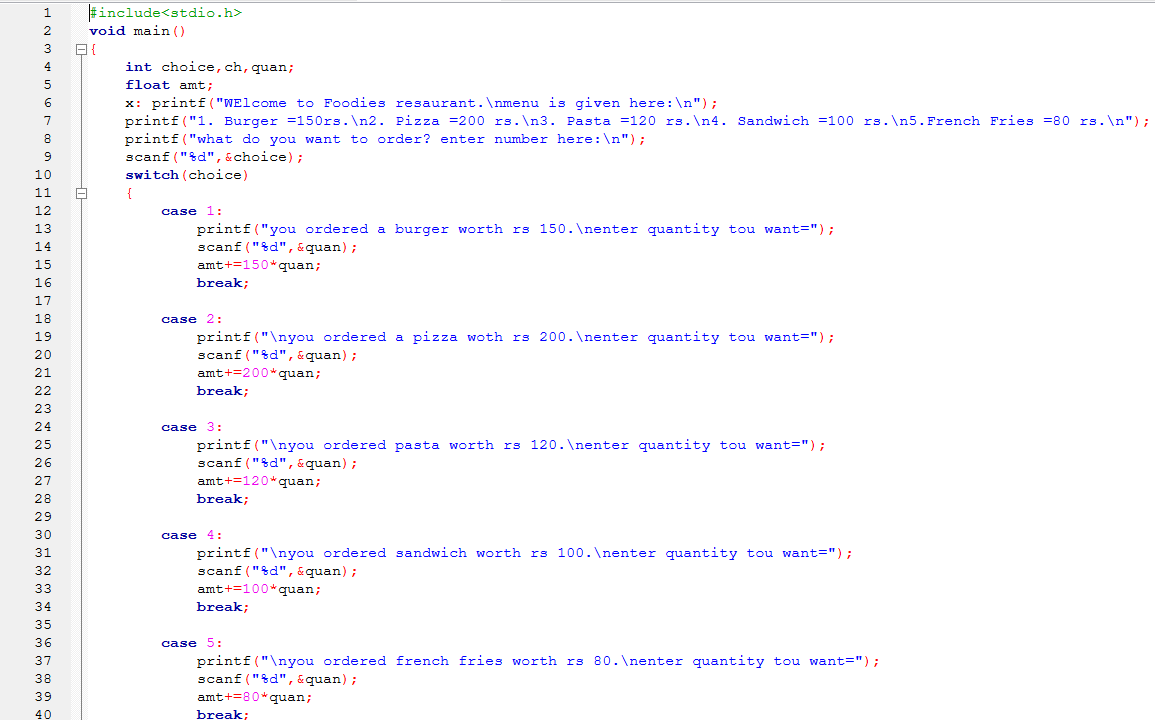 1 #include<stdio.h>
2 void main()
3 {
4 int choice,ch,quan;
5 float amt;
6 x: printf("WElcome to Foodies resaurant.\nmenu is given here:\n");
7 printf("1. Burger =150rs.\n2. Pizza =200 rs.\n3. Pasta =120 rs.\n4. Sandwich =100 rs.\n5.French Fries =80 rs.\n");
8 printf("what do you want to order? enter number here:\n");
9 scanf("%d",&choice);
10 switch(choice)
11 {
12 case 1:
13 printf("you ordered a burger worth rs 150.\nenter quantity tou want=");
14 scanf("%d",&quan);
15 amt+=150*quan;
16 break;
17
18 case 2:
19 printf("\nyou ordered a pizza woth rs 200.\nenter quantity tou want=");
20 scanf("%d",&quan);
21 amt+=200*quan;
22 break;
23
24 case 3:
25 printf("\nyou ordered pasta worth rs 120.\nenter quantity tou want=");
26 scanf("%d",&quan);
27 amt+=120*quan;
28 break;
29
30 case 4:
31 printf("\nyou ordered sandwich worth rs 100.\nenter quantity tou want=");
32 scanf("%d",&quan);
33 amt+=100*quan;
34 break;
35
36 case 5:
37 printf("\nyou ordered french fries worth rs 80.\nenter quantity tou want=");
38 scanf("%d",&quan);
39 amt+=80*quan;
40 break;